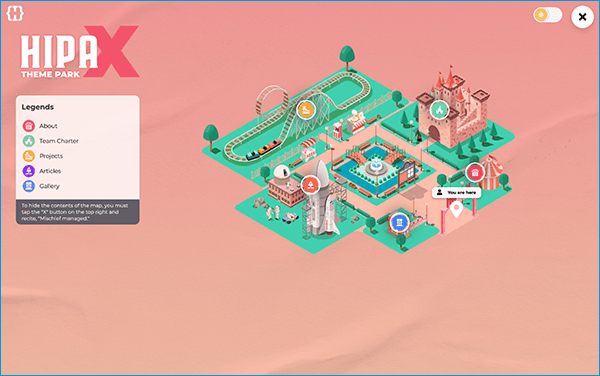 {H}
HIPA X
THEME PARK
Legends
About
Team Charter
Projects
Articles
Gallery
To hide the contents of the map, you must
tap the "X" button on the top right and
recite, "Mischief managed."
You are here